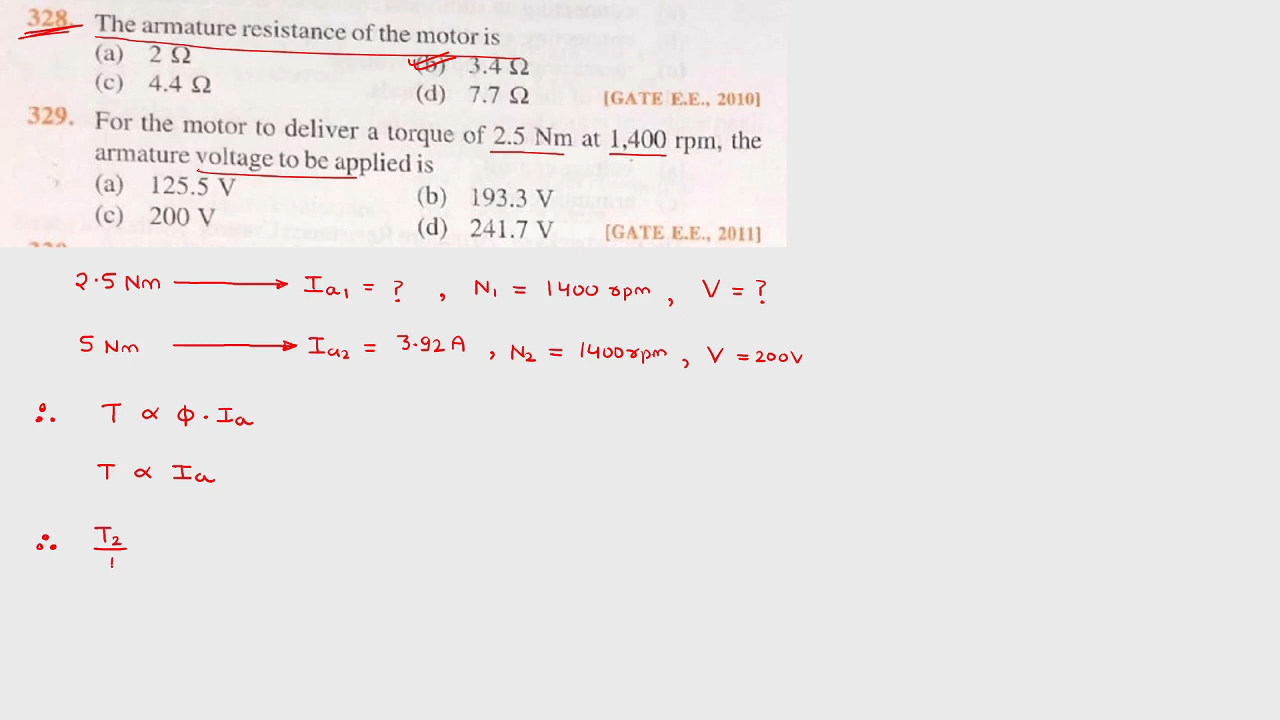 328. The armature resistance of the motor is
(a) 2 Ω (b) 3.4 Ω
(c) 4.4 Ω (d) 7.7 Ω [GATE E.E., 2010]
329. For the motor to deliver a torque of 2.5 Nm at 1,400 rpm, the
armature voltage to be applied is
(a) 125.5 V (b) 193.3 V
(c) 200 V (d) 241.7 V [GATE E.E., 2011]
2.5 Nm → Ia1 = ? , N1 = 1400 rpm , V = ?
5 Nm → Ia2 = 3.92 A , N2 = 1400 rpm , V = 200V
∴ T ∝ ϕ . Ia
T ∝ Ia
∴ T2